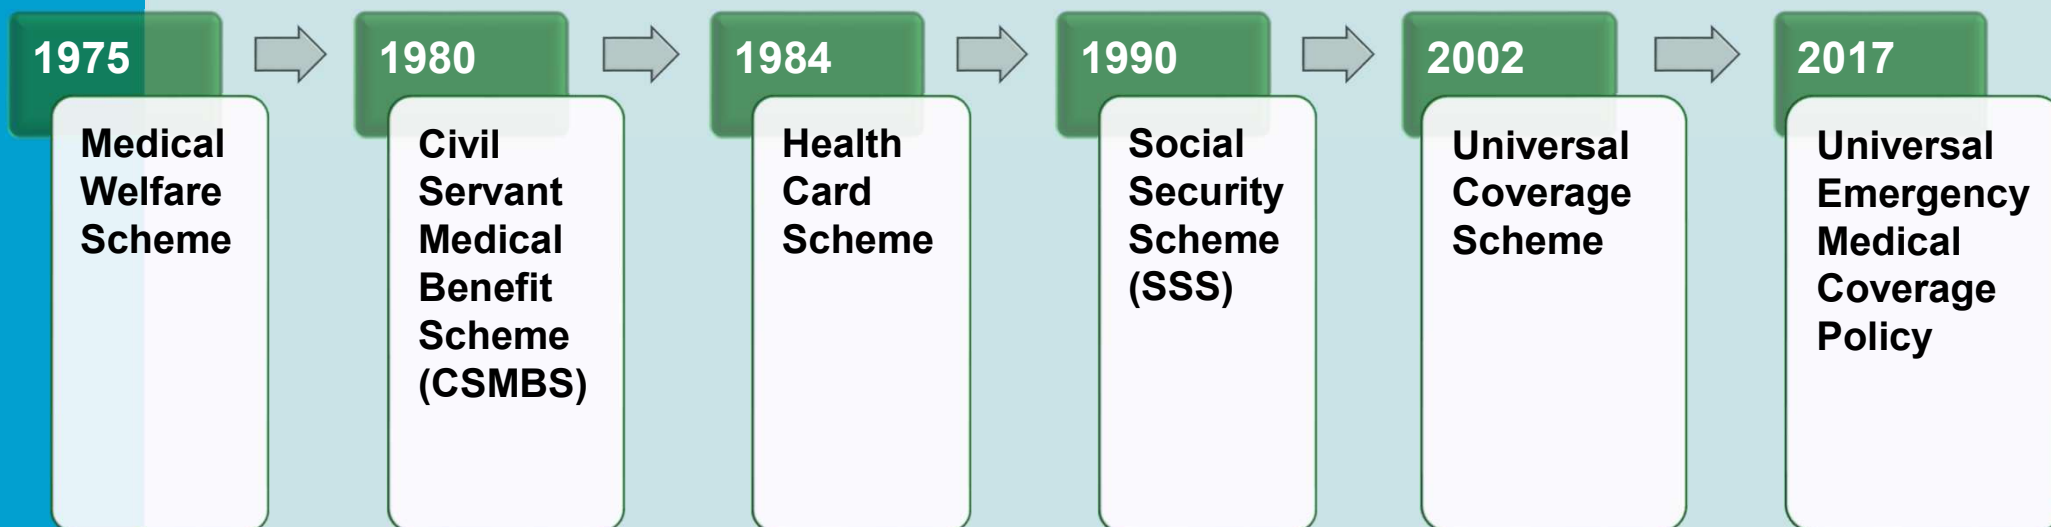 1975
Medical
Welfare
Scheme
1980
Civil
Servant
Medical
Benefit
Scheme
(CSMBS)
1984
Health
Card
Scheme
1990
Social
Security
Scheme
(SSS)
2002
Universal
Coverage
Scheme
2017
Universal
Emergency
Medical
Coverage
Policy